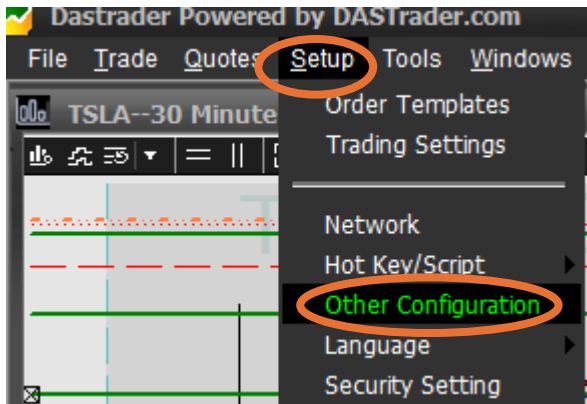 Dastrader Powered by DASTrader.com
File Trade Quotes Setup Tools Windows
TSLA--30 Minute
Order Templates
Trading Settings
Network
Hot Key/Script
Other Configuration
Language
Security Setting